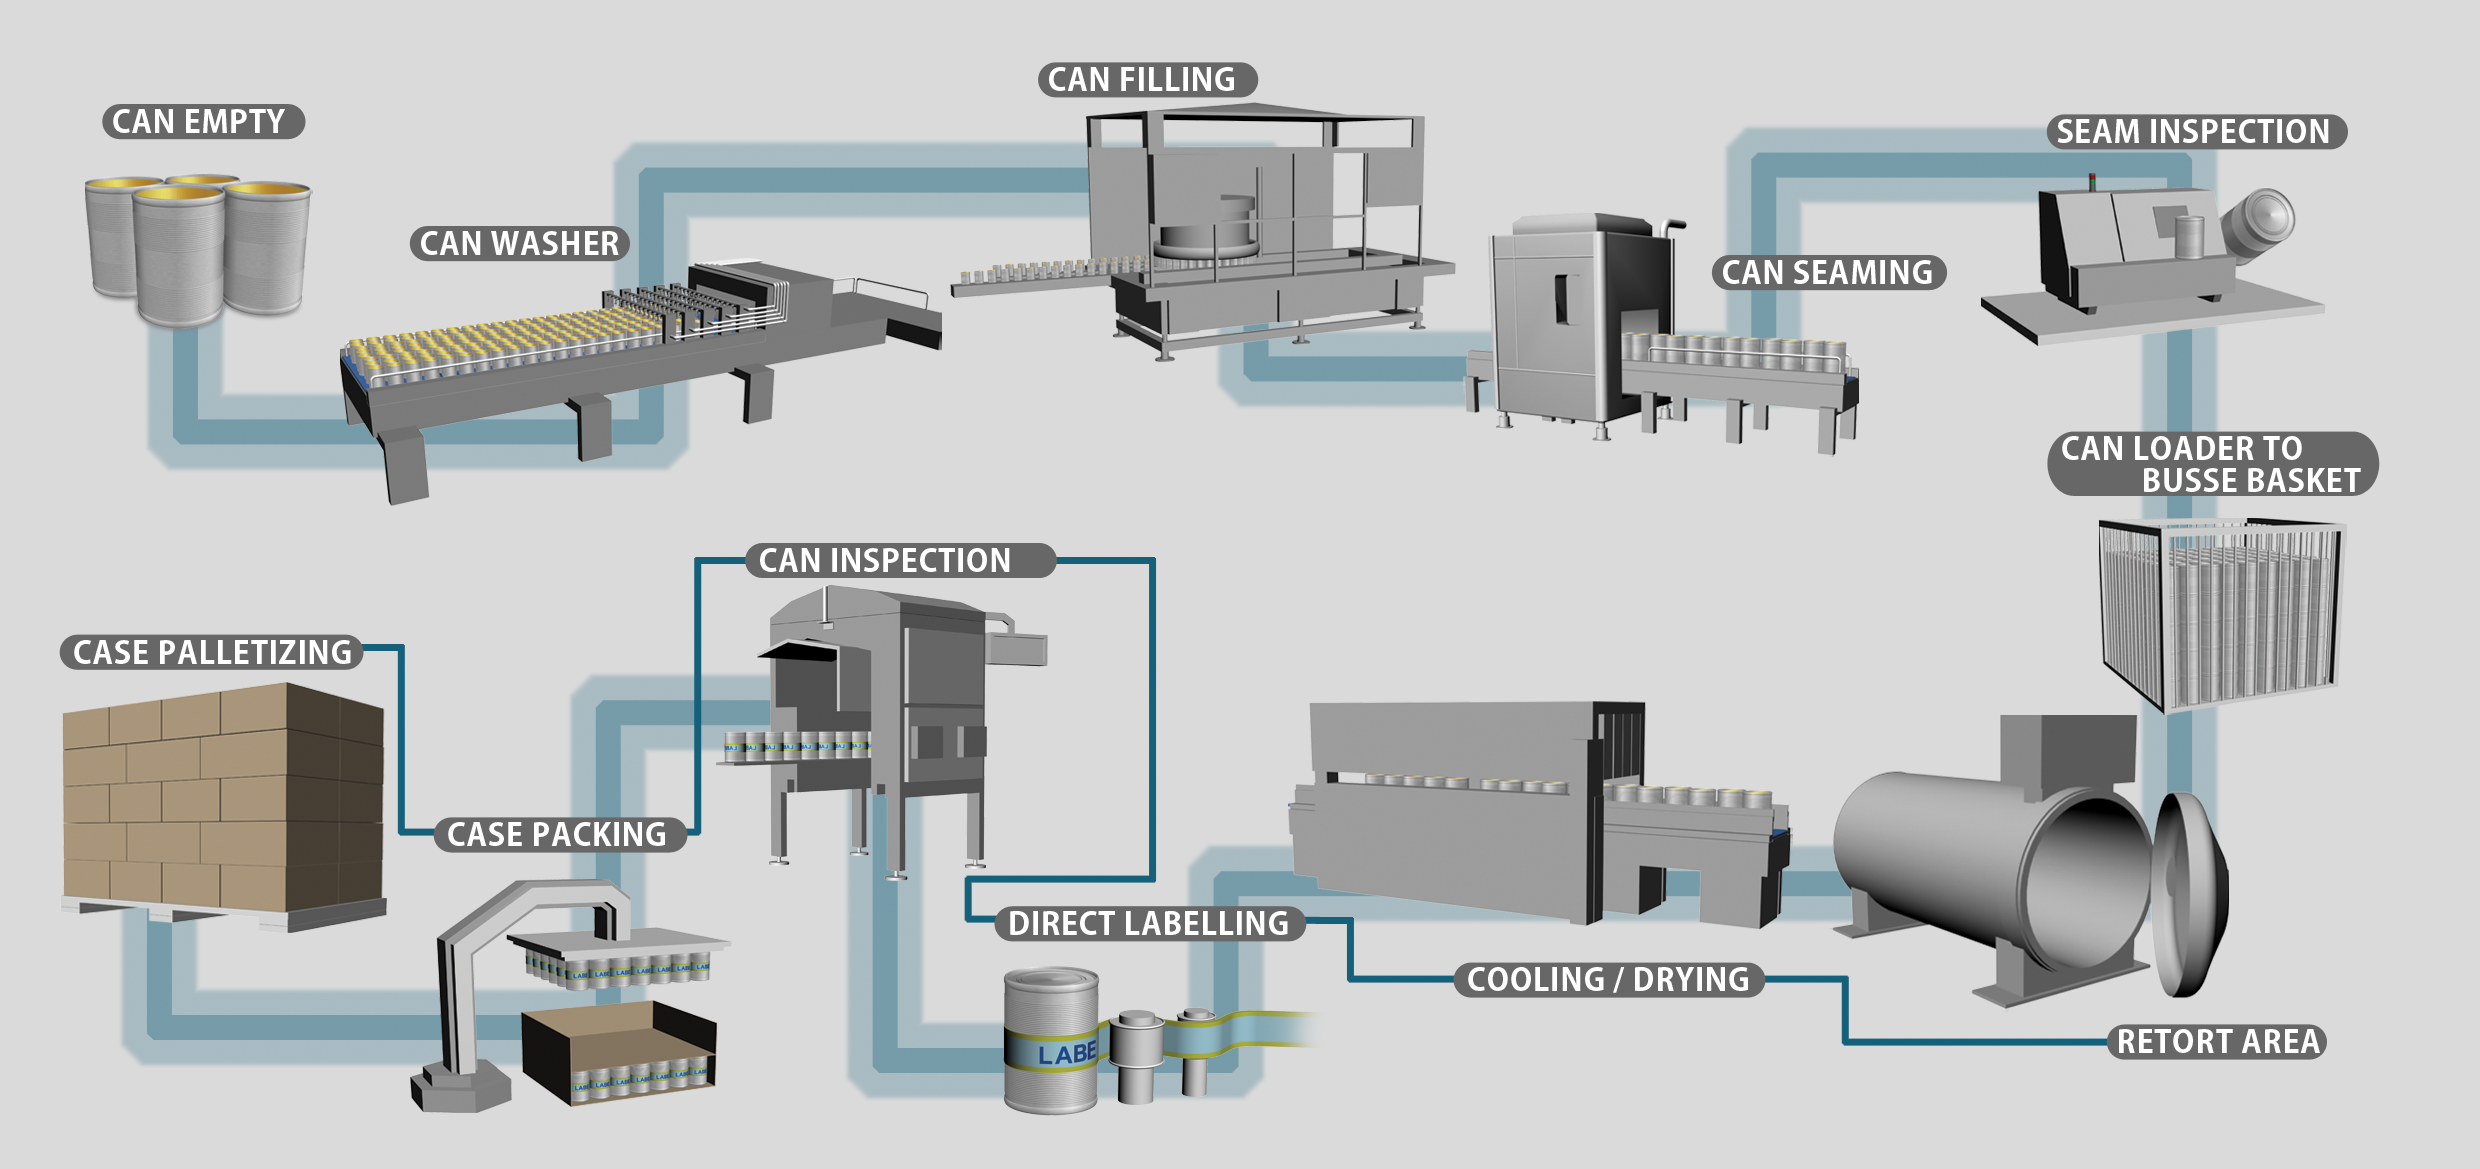 CAN EMPTY
CAN WASHER
CAN FILLING
CAN SEAMING
SEAM INSPECTION
CAN LOADER TO
BUSSE BASKET
RETORT AREA
COOLING / DRYING
DIRECT LABELLING
LABE
CAN INSPECTION
CASE PACKING
CASE PALLETIZING